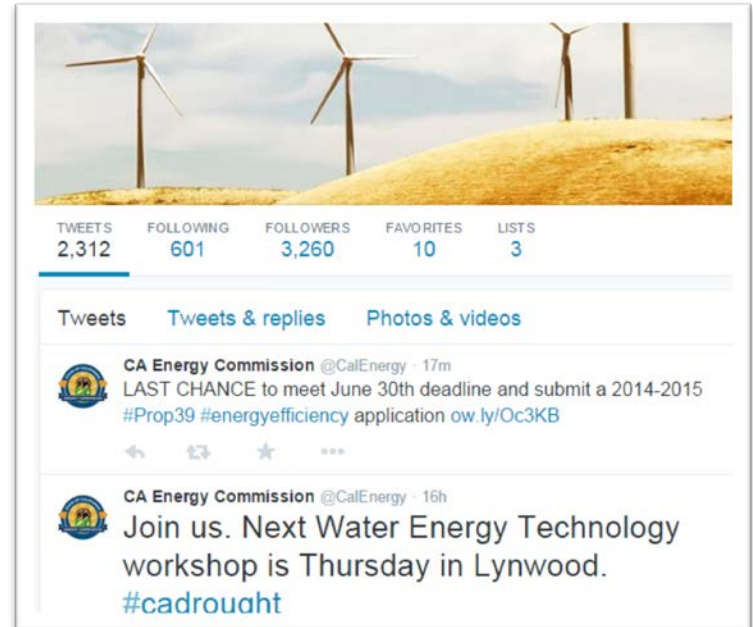 TWEETS FOLLOWING FOLLOWERS FAVORITES LISTS
2,312 601 3,260 10 3
Tweets Tweets & replies Photos & videos
CA Energy Commission @CalEnergy · 17m
LAST CHANCE to meet June 30th deadline and submit a 2014-2015
#Prop39 #energyefficiency application ow.ly/Oc3KB
CA Energy Commission @CalEnergy · 16h
Join us. Next Water Energy Technology
workshop is Thursday in Lynwood.
#cadrought